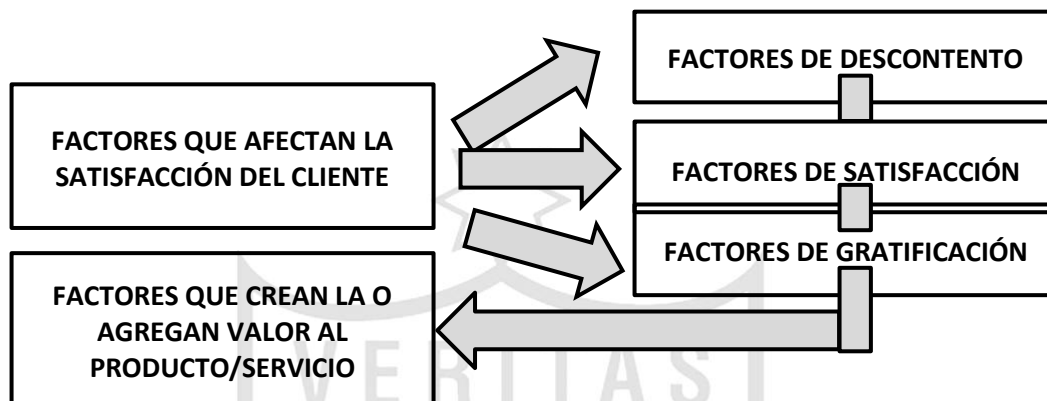 FACTORES DE DESCONTENTO
FACTORES QUE AFECTAN LA
SATISFACCIÓN DEL CLIENTE
FACTORES DE SATISFACCIÓN
FACTORES DE GRATIFICACIÓN
FACTORES QUE CREAN LA O
AGREGAN VALOR AL
PRODUCTO/SERVICIO
VERITAS